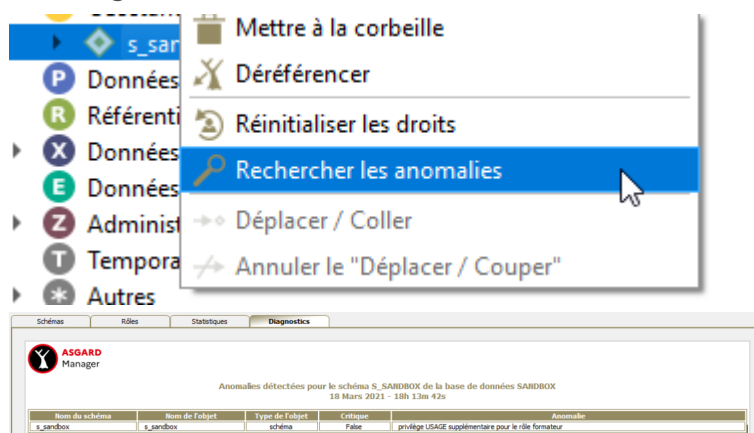 Mettre à la corbeille
s_sar
P Données
Déréférencer
R Référenti
Réinitialiser les droits
X Données
Rechercher les anomalies
E Données
Z Administ
Déplacer / Coller
T Tempora
Annuler le "Déplacer / Couper"
* Autres
Schémas Rôles Statistiques Diagnostics
ASGARD
Manager
Anomalies détectées pour le schéma S_SANDBOX de la base de données SANDBOX
18 Mars 2021 - 18h 13m 42s
Nom du schéma Nom de l'objet Type de l'objet Critique Anomalie
s_sandbox s_sandbox schéma False privilège USAGE supplémentaire pour le rôle formateur